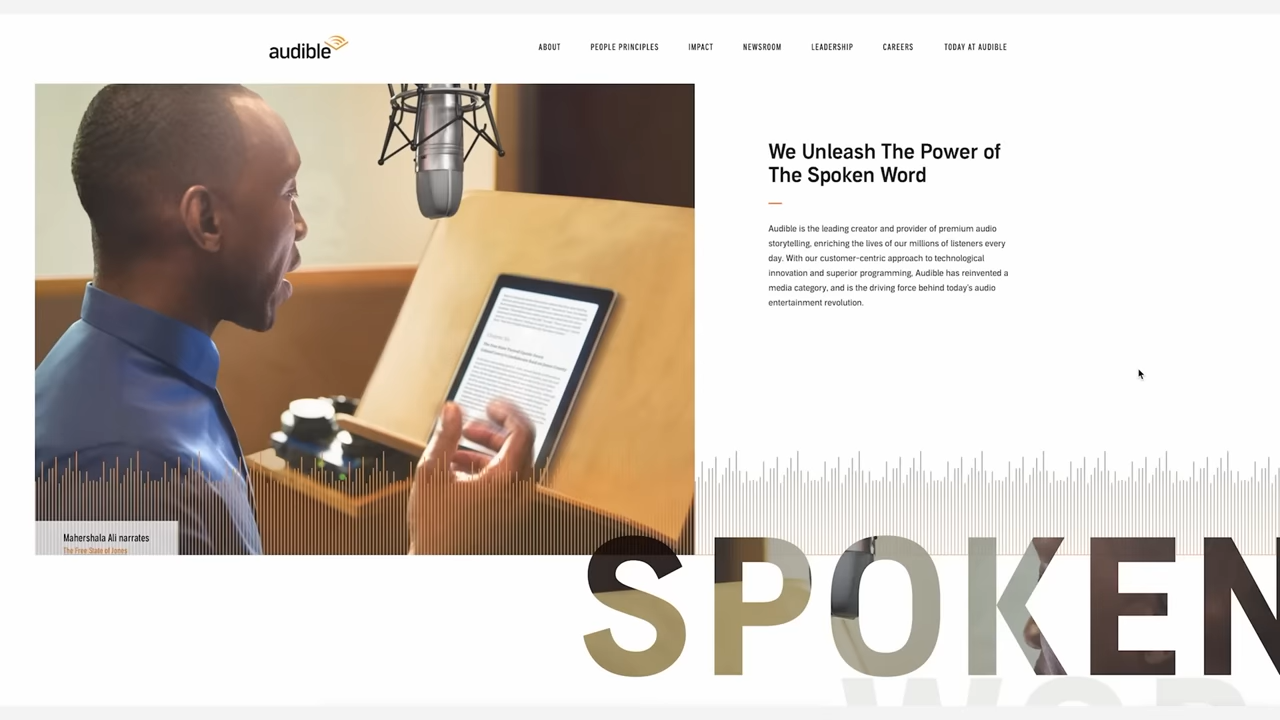 audible
ABOUT
PEOPLE PRINCIPLES
IMPACT
NEWSROOM
LEADERSHIP
CAREERS
TODAY AT AUDIBLE
We Unleash The Power of
The Spoken Word
Audible is the leading creator and provider of premium audio
storytelling, enriching the lives of our millions of listeners every
day. With our customer-centric approach to technological
innovation and superior programming, Audible has reinvented a
media category, and is the driving force behind today's audio
entertainment revolution.
Mahershala Ali narrates
The Free State of Jones
SPOKEN